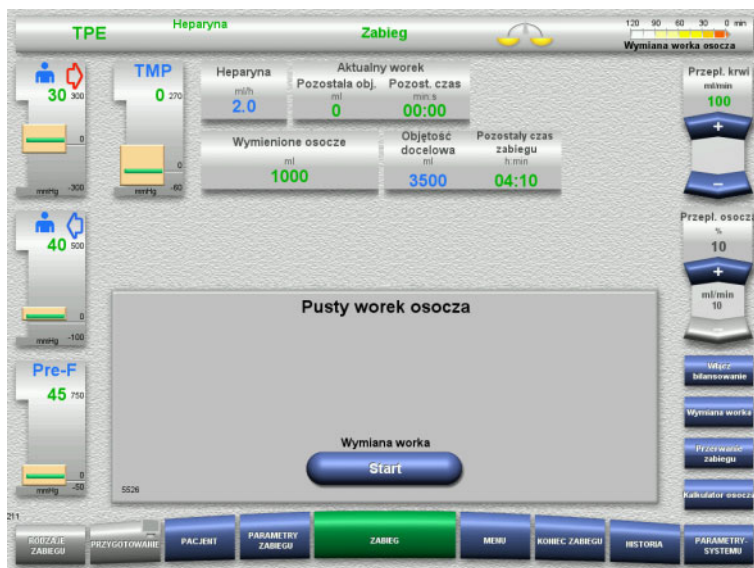 TPE
Heparyna
Zabieg
120 90 60 30 0 min
Wymiana worka osocza
30 300
0
mmHg -300
TMP
0 270
0
mmHg -60
Heparyna
ml/h
2.0
Aktualny worek
Pozostała obj. Pozost. czas
ml min:s
0 00:00
Wymienione osocze
ml
1000
Objętość docelowa
ml
3500
Pozostały czas zabiegu
h:min
04:10
Przepł. krwi
ml/min
100
+
–
40 500
0
mmHg -100
Przepł. osocza
%
10
+
ml/min
10
–
Pre-F
45 750
0
mmHg -50
Pusty worek osocza
Wymiana worka
Start
5526
Włącz
bilansowanie
Wymiana worka
Przerwanie
zabiegu
Kalkulator osocza
211
RODZAJE
ZABIEGU
PRZYGOTOWANIE
PACJENT
PARAMETRY
ZABIEGU
ZABIEG
MENU
KONIEC ZABIEGU
HISTORIA
PARAMETRY-
SYSTEMU